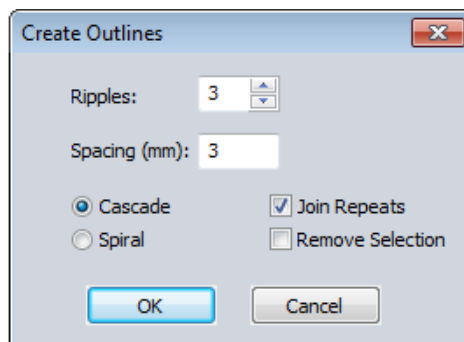 Create Outlines
Ripples: 3
Spacing (mm): 3
Cascade Join Repeats
Spiral Remove Selection
OK Cancel